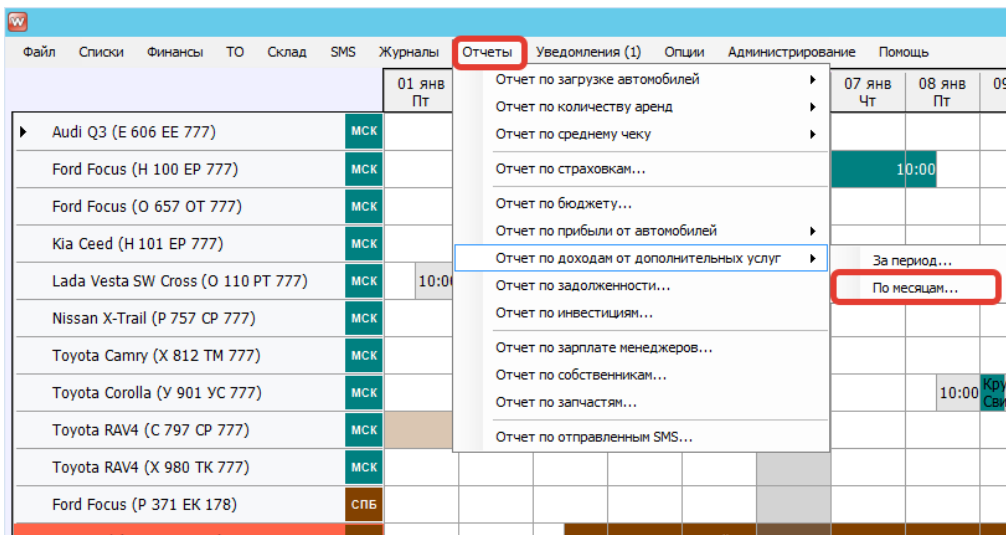 W
Файл Списки Финансы ТО Склад SMS Журналы Отчеты Уведомления (1) Опции Администрирование Помощь
01 янв
Пт
07 янв
Чт
08 янв
Пт
09
Отчет по загрузке автомобилей
Отчет по количеству аренд
Отчет по среднему чеку
Отчет по страховкам...
Отчет по бюджету...
Отчет по прибыли от автомобилей
Отчет по доходам от дополнительных услуг
Отчет по задолженности...
Отчет по инвестициям...
Отчет по зарплате менеджеров...
Отчет по собственникам...
Отчет по запчастям...
Отчет по отправленным SMS...
За период...
По месяцам...
Audi Q3 (Е 606 ЕЕ 777) МСК
Ford Focus (Н 100 ЕР 777) МСК 10:00
Ford Focus (О 657 ОТ 777) МСК
Kia Ceed (Н 101 ЕР 777) МСК
Lada Vesta SW Cross (О 110 РТ 777) МСК 10:00
Nissan X-Trail (Р 757 СР 777) МСК
Toyota Camry (Х 812 ТМ 777) МСК
Toyota Corolla (У 901 УС 777) МСК 10:00 Кру
Сви
Toyota RAV4 (С 797 СР 777) МСК
Toyota RAV4 (Х 980 ТК 777) МСК
Ford Focus (Р 371 ЕК 178) СПБ